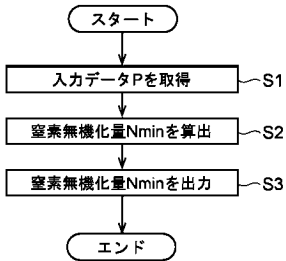 スタート
入力データPを取得
S1
窒素無機化量Nminを算出
S2
窒素無機化量Nminを出力
S3
エンド